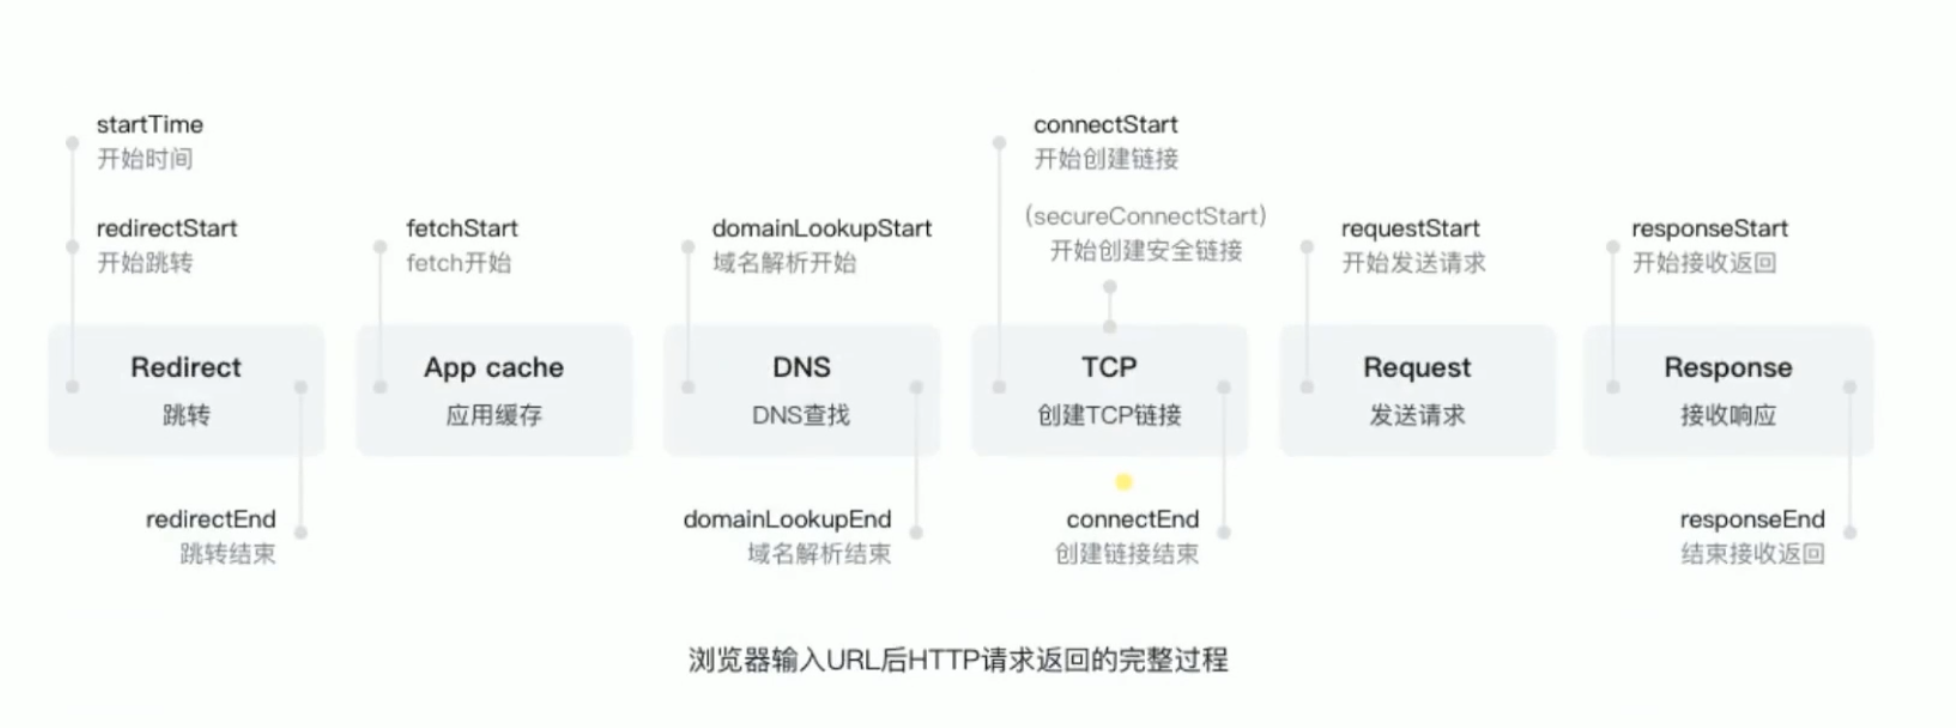 startTime
开始时间
redirectStart
开始跳转
fetchStart
fetch开始
domainLookupStart
域名解析开始
connectStart
开始创建链接
(secureConnectStart)
开始创建安全链接
requestStart
开始发送请求
responseStart
开始接收返回
Redirect
跳转
App cache
应用缓存
DNS
DNS查找
TCP
创建TCP链接
Request
发送请求
Response
接收响应
redirectEnd
跳转结束
domainLookupEnd
域名解析结束
connectEnd
创建链接结束
responseEnd
结束接收返回
浏览器输入URL后HTTP请求返回的完整过程